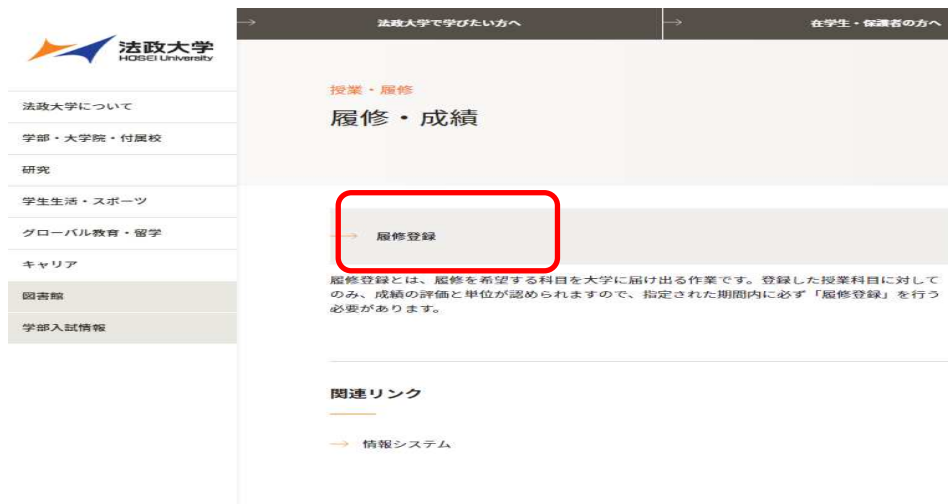 法政大学で学びたい方へ
在学生・保護者の方へ
法政大学
HOSEI University
法政大学について
学部・大学院・付属校
研究
学生生活・スポーツ
グローバル教育・留学
キャリア
図書館
学部入試情報
授業・履修
履修・成績
履修登録
履修登録とは、履修を希望する科目を大学に届け出る作業です。登録した授業科目に対して
のみ、成績の評価と単位が認められますので、指定された期間内に必ず「履修登録」を行う
必要があります。
関連リンク
情報システム